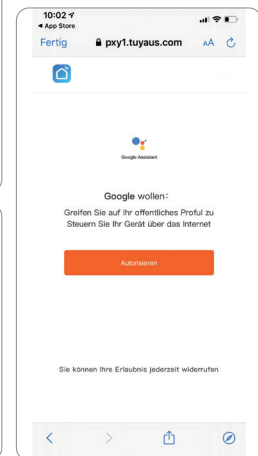 10:02
◀ App Store
Fertig pxy1.tuyaus.com AA
Google Assistant
Google wollen:
Greifen Sie auf Ihr offentliches Proful zu
Steuern Sie Ihr Gerät über das Internet
Autorisieren
Sie können Ihre Erlaubnis jederzeit widerrufen